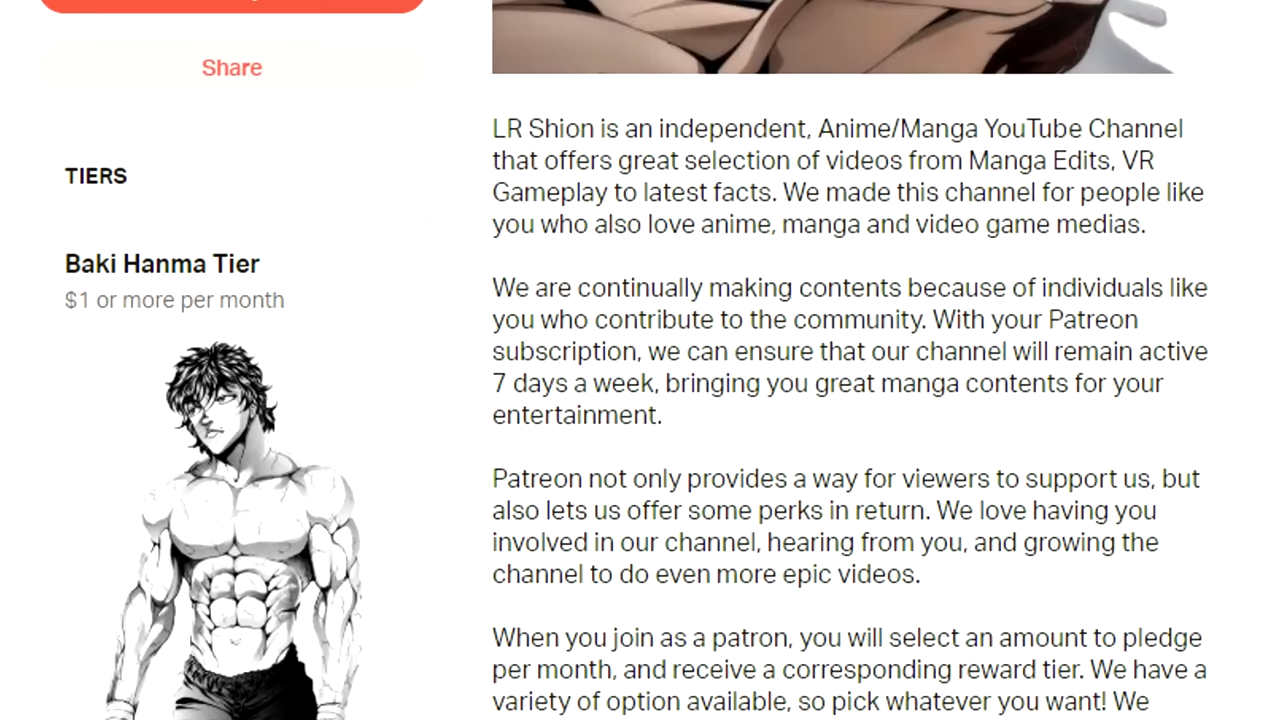 Share
TIERS
Baki Hanma Tier
$1 or more per month
LR Shion is an independent, Anime/Manga YouTube Channel
that offers great selection of videos from Manga Edits, VR
Gameplay to latest facts. We made this channel for people like
you who also love anime, manga and video game medias.
We are continually making contents because of individuals like
you who contribute to the community. With your Patreon
subscription, we can ensure that our channel will remain active
7 days a week, bringing you great manga contents for your
entertainment.
Patreon not only provides a way for viewers to support us, but
also lets us offer some perks in return. We love having you
involved in our channel, hearing from you, and growing the
channel to do even more epic videos.
When you join as a patron, you will select an amount to pledge
per month, and receive a corresponding reward tier. We have a
variety of option available, so pick whatever you want! We